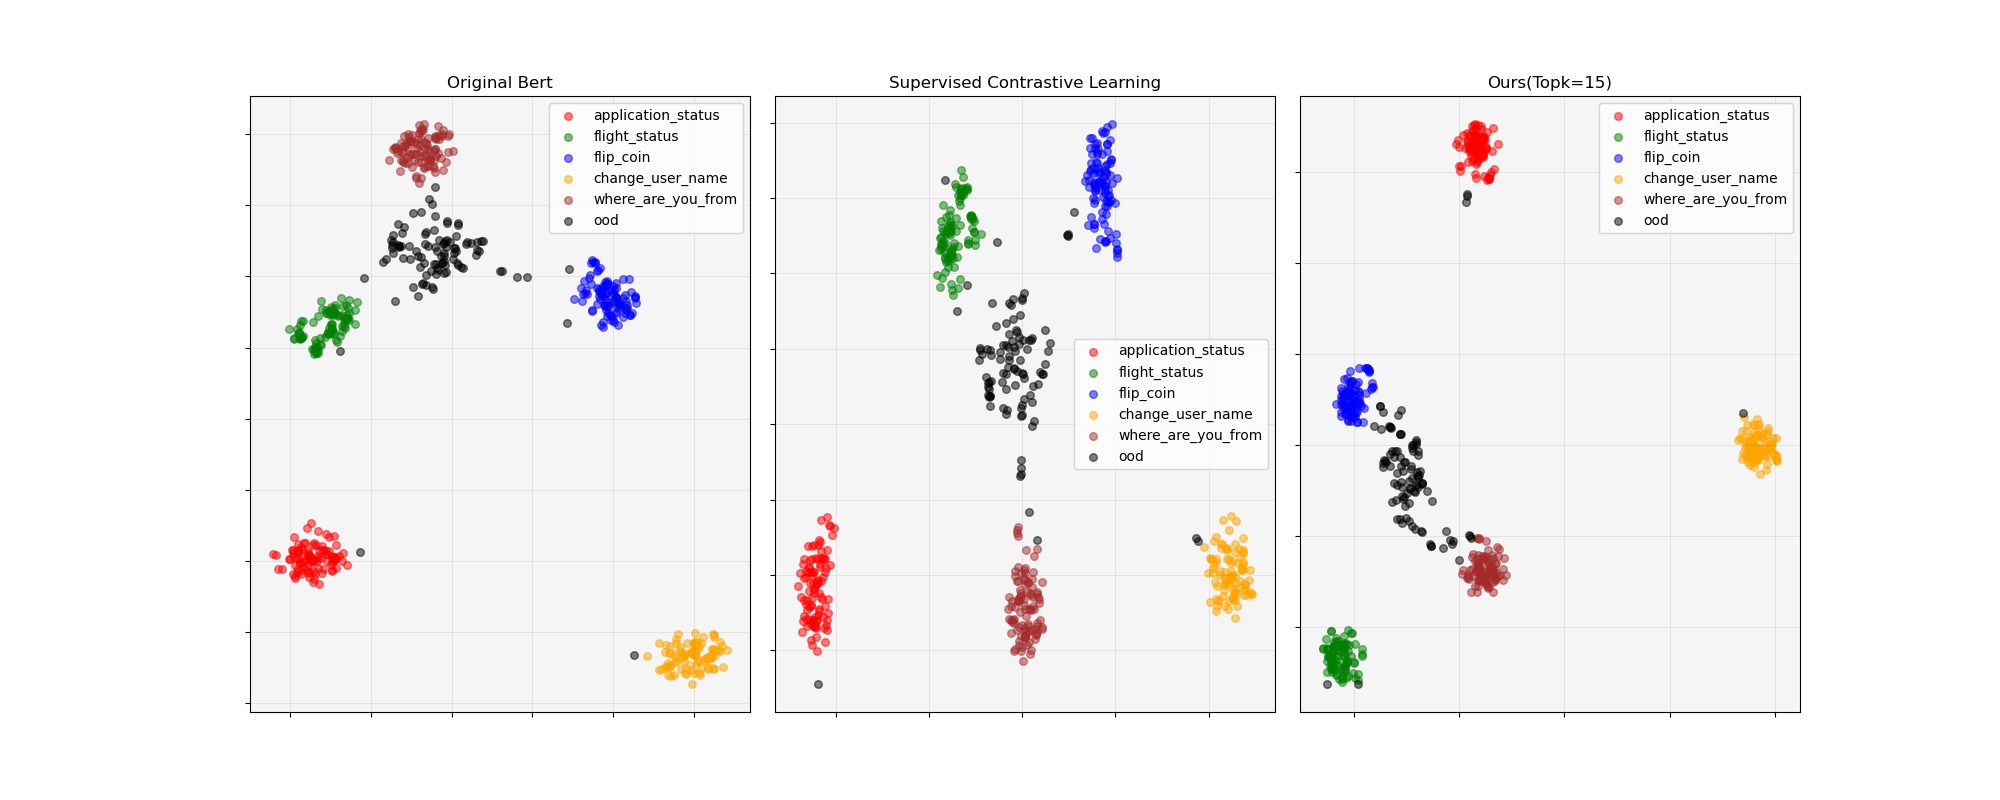 Original Bert
application_status
flight_status
flip_coin
change_user_name
where_are_you_from
ood
Supervised Contrastive Learning
application_status
flight_status
flip_coin
change_user_name
where_are_you_from
ood
Ours(Topk=15)
application_status
flight_status
flip_coin
change_user_name
where_are_you_from
ood